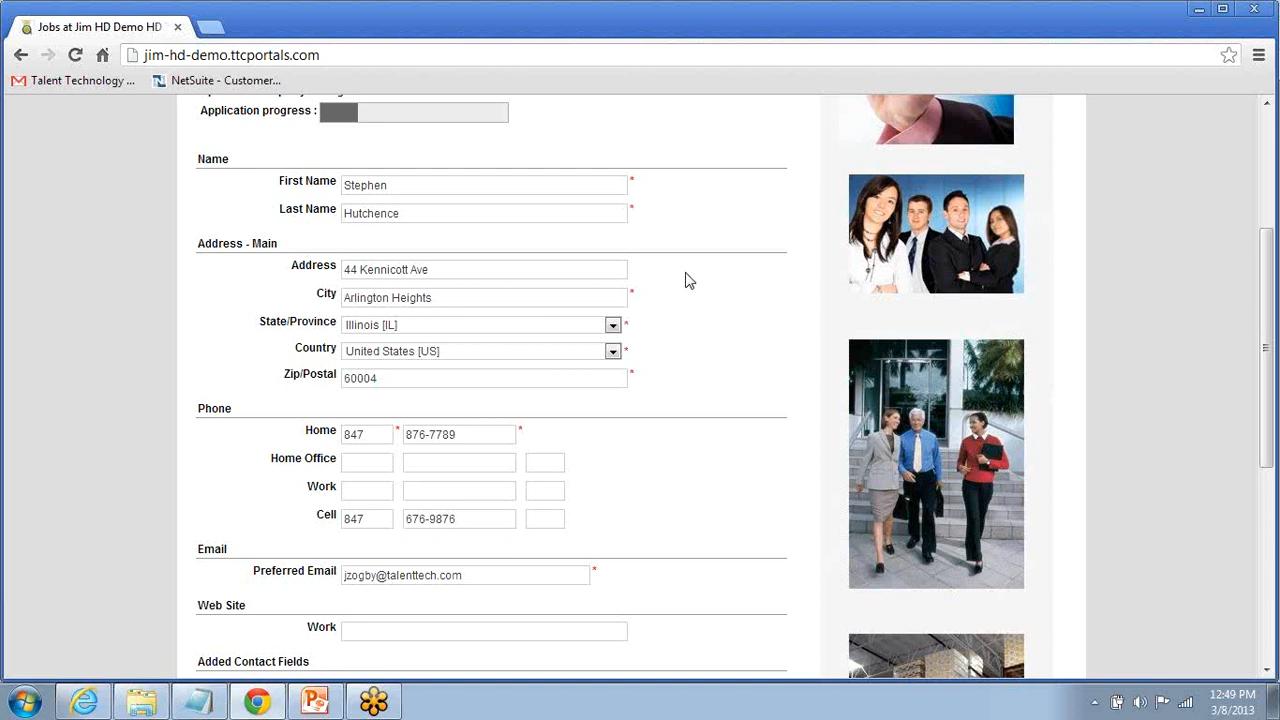 Jobs at Jim HD Demo HD
jim-hd-demo.ttcportals.com
Talent Technology ...
NetSuite - Customer...
Application progress :
Name
First Name Stephen *
Last Name Hutchence *
Address - Main
Address 44 Kennicott Ave
City Arlington Heights *
State/Province Illinois [IL] *
Country United States [US] *
Zip/Postal 60004 *
Phone
Home 847 * 876-7789 *
Home Office
Work
Cell 847 676-9876
Email
Preferred Email jzogby@talenttech.com *
Web Site
Work
Added Contact Fields
12:49 PM
3/8/2013